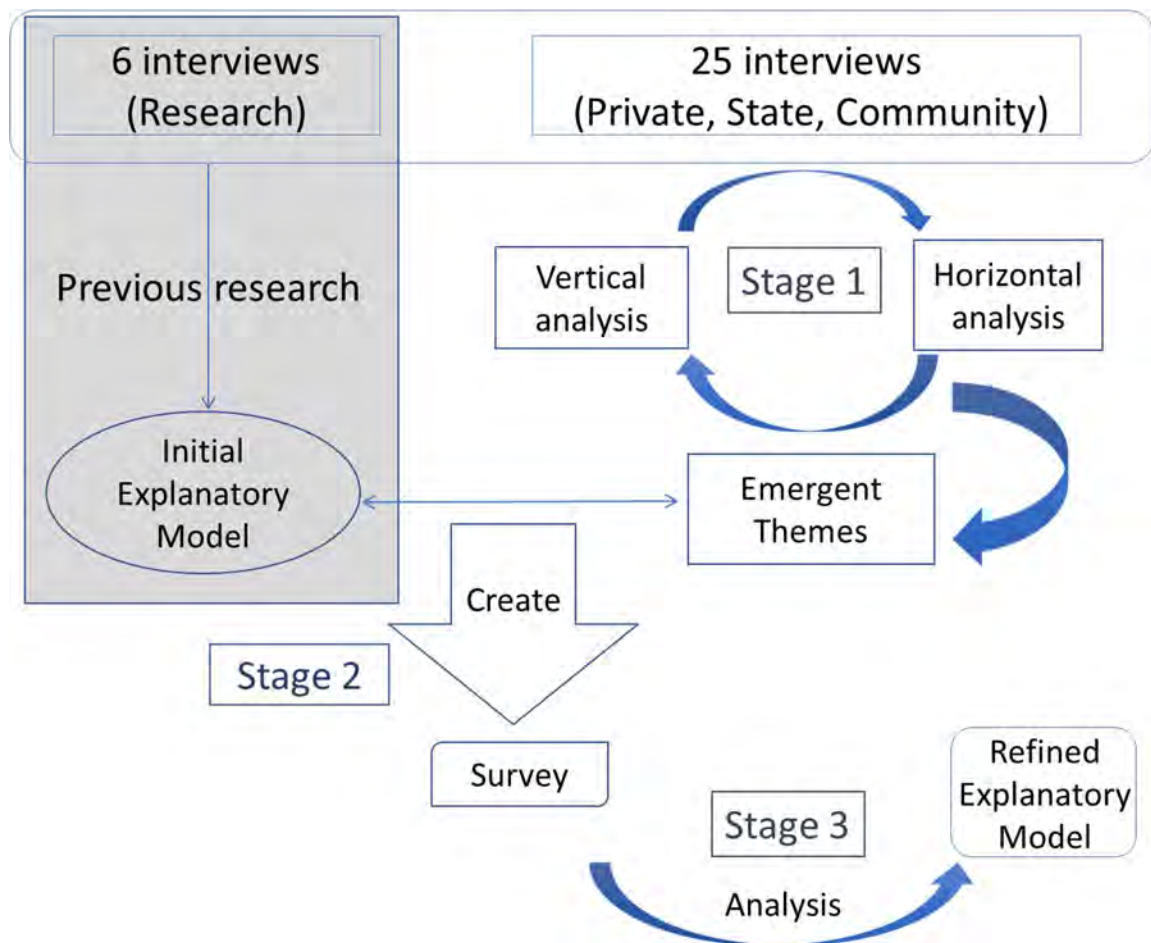 6 interviews
(Research)
25 interviews
(Private, State, Community)
Previous research
Vertical
analysis
Stage 1
Horizontal
analysis
Initial
Explanatory
Model
Emergent
Themes
Create
Stage 2
Survey
Stage 3
Analysis
Refined
Explanatory
Model